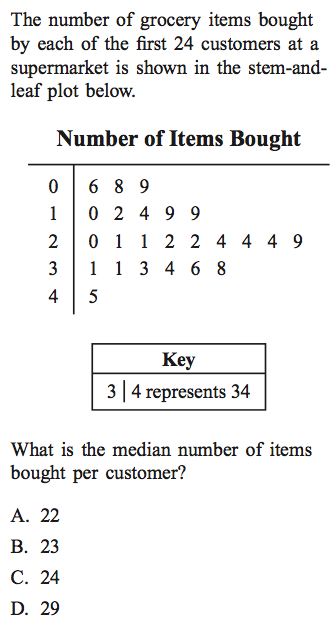 The number of grocery items bought
by each of the first 24 customers at a
supermarket is shown in the stem-and-
leaf plot below.
Number of Items Bought
0 | 6 8 9
1 | 0 2 4 9 9
2 | 0 1 1 2 2 4 4 4 9
3 | 1 1 3 4 6 8
4 | 5
Key
3 | 4 represents 34
What is the median number of items
bought per customer?
A. 22
B. 23
C. 24
D. 29